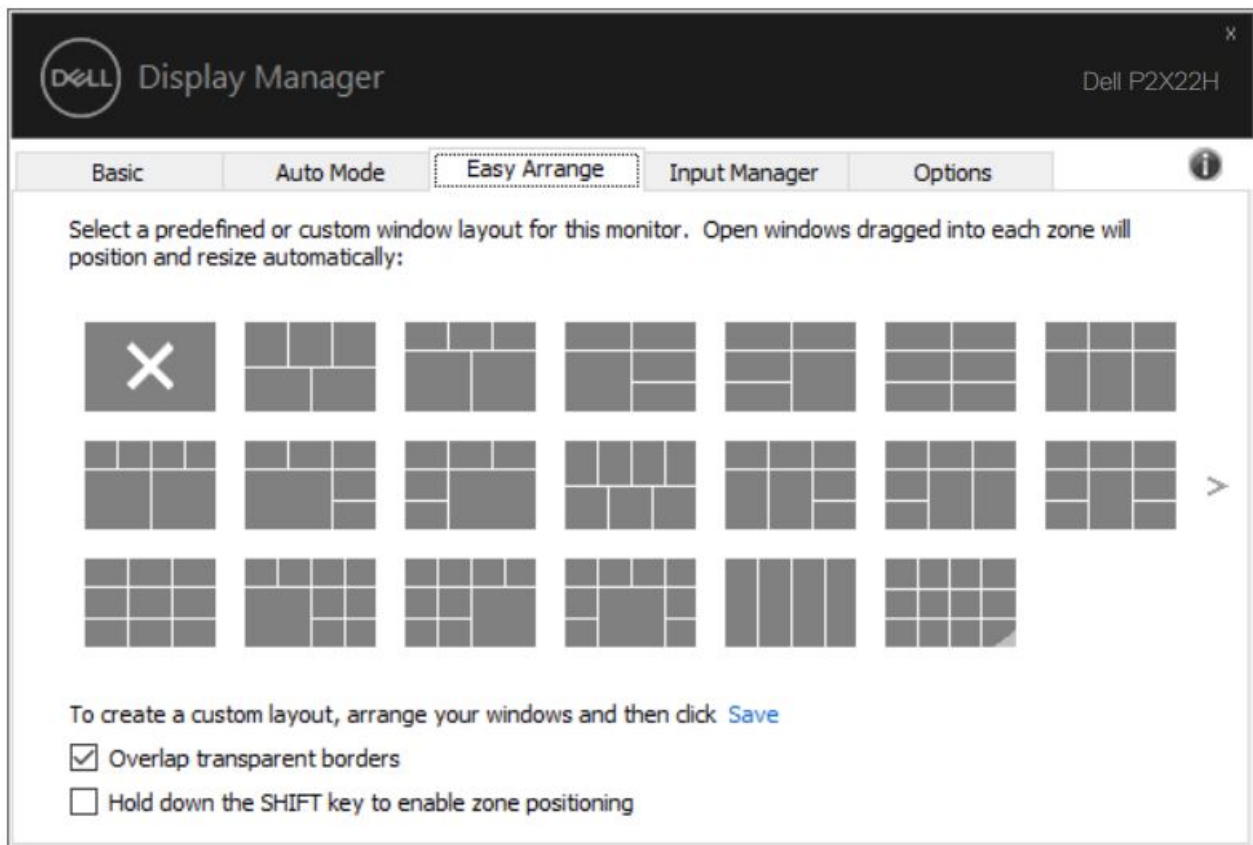 X
DELL Display Manager
Dell P2X22H
Basic Auto Mode Easy Arrange Input Manager Options
Select a predefined or custom window layout for this monitor. Open windows dragged into each zone will
position and resize automatically:
>
To create a custom layout, arrange your windows and then click Save
Overlap transparent borders
Hold down the SHIFT key to enable zone positioning